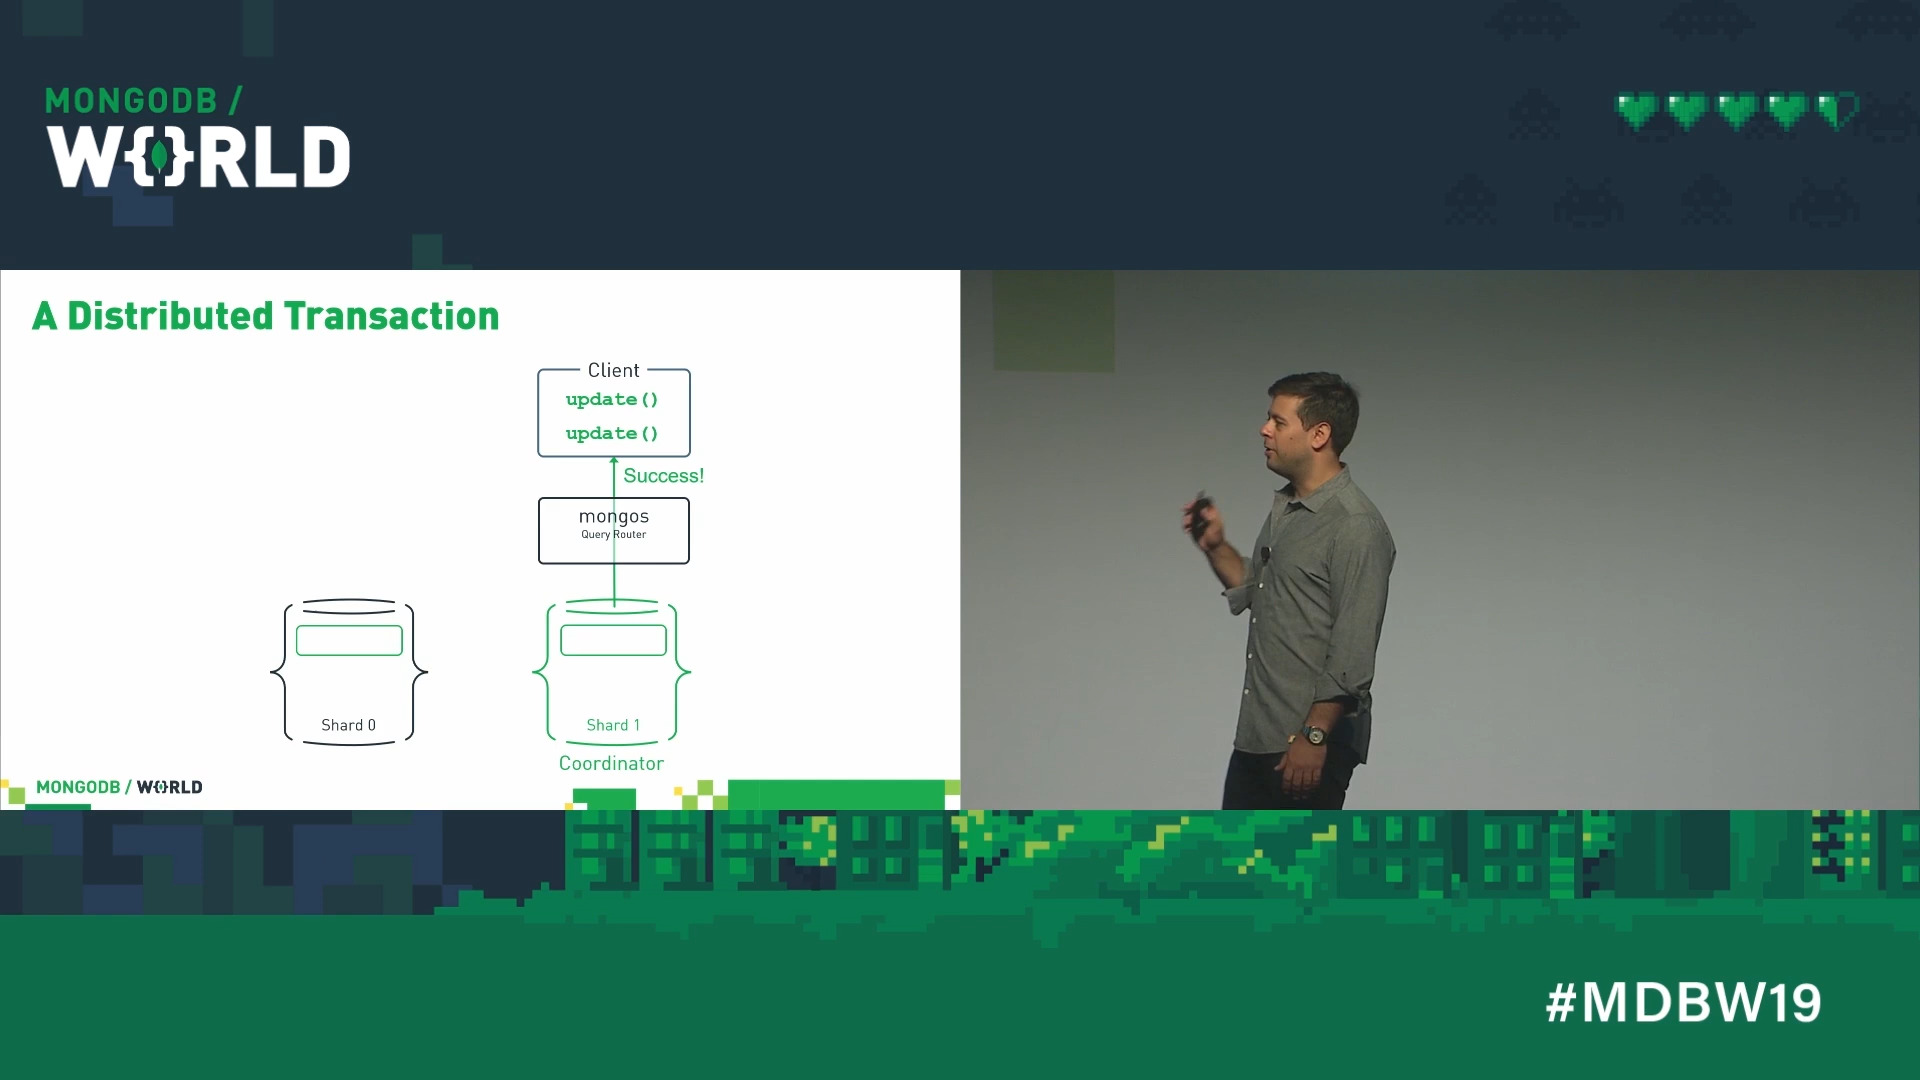 MONGODB /
W{}RLD
A Distributed Transaction
Client
update()
update()
Success!
mongos
Query Router
Shard 0
Shard 1
Coordinator
MONGODB / W{}RLD
#MDBW19